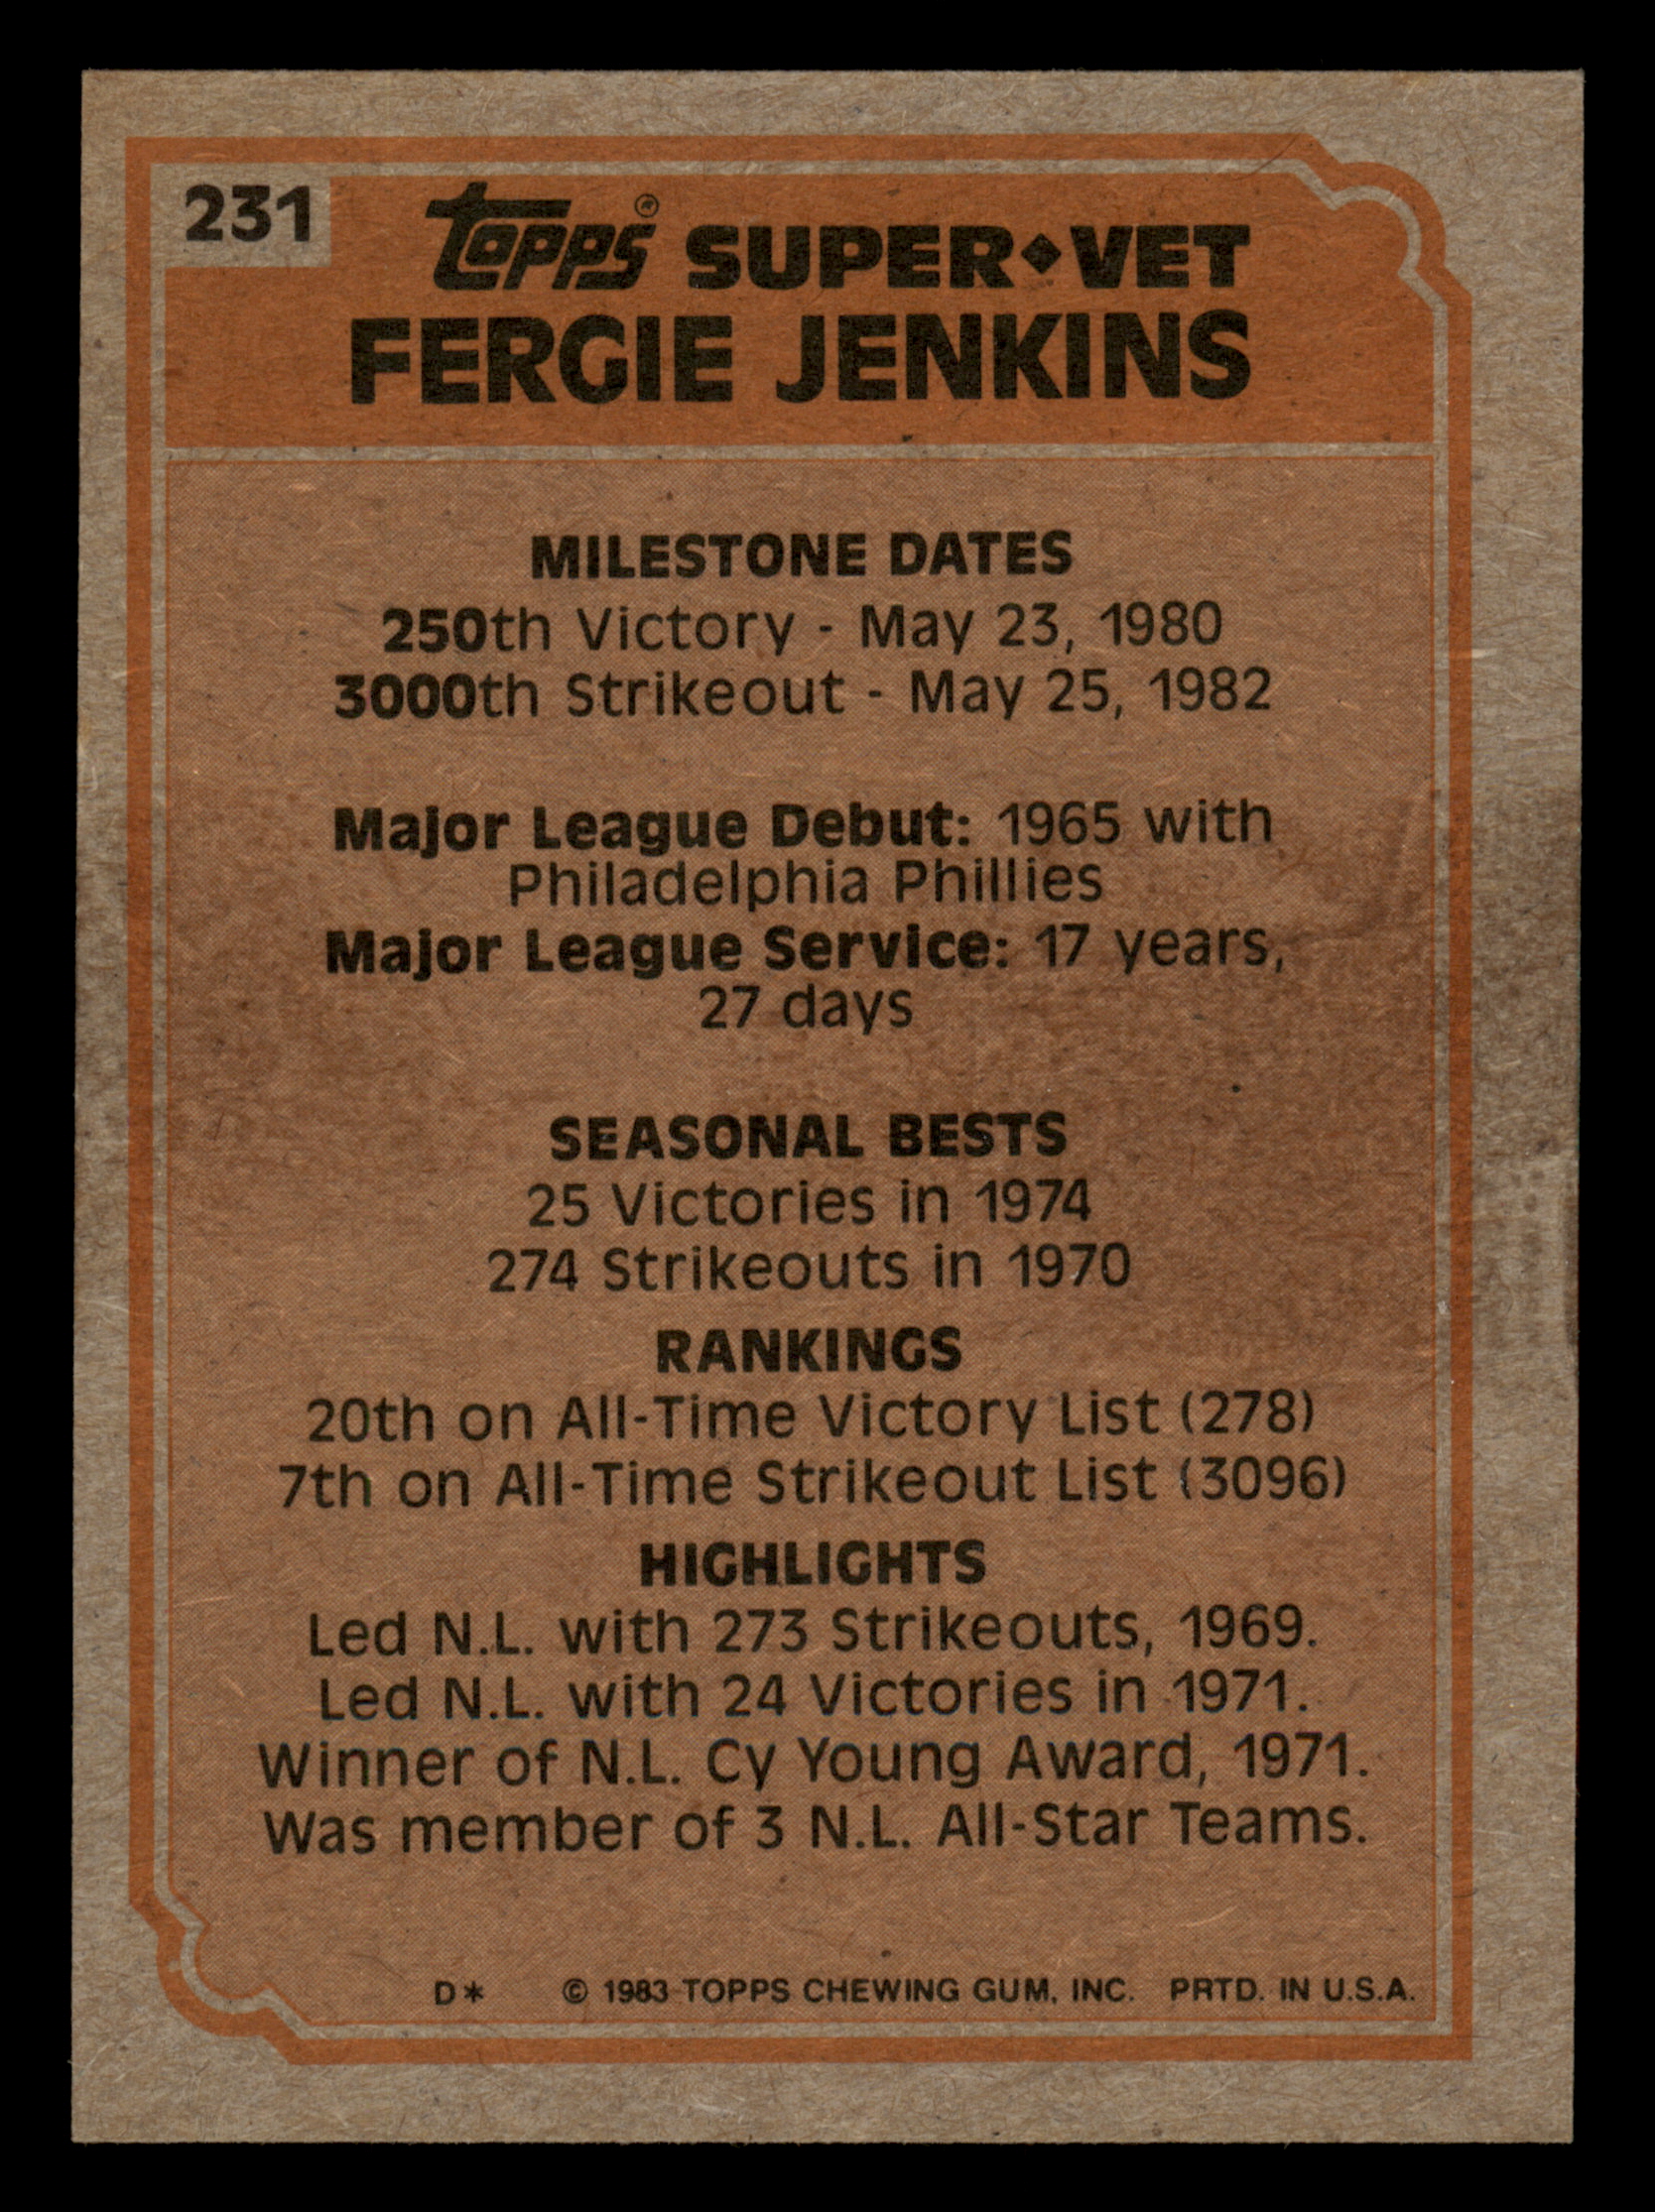 231
topps® SUPER◆VET
FERGIE JENKINS
MILESTONE DATES
250th Victory - May 23, 1980
3000th Strikeout - May 25, 1982
Major League Debut: 1965 with
Philadelphia Phillies
Major League Service: 17 years,
27 days
SEASONAL BESTS
25 Victories in 1974
274 Strikeouts in 1970
RANKINGS
20th on All-Time Victory List (278)
7th on All-Time Strikeout List (3096)
HIGHLIGHTS
Led N.L. with 273 Strikeouts, 1969.
Led N.L. with 24 Victories in 1971.
Winner of N.L. Cy Young Award, 1971.
Was member of 3 N.L. All-Star Teams.
D* © 1983 TOPPS CHEWING GUM, INC. PRTD. IN U.S.A.